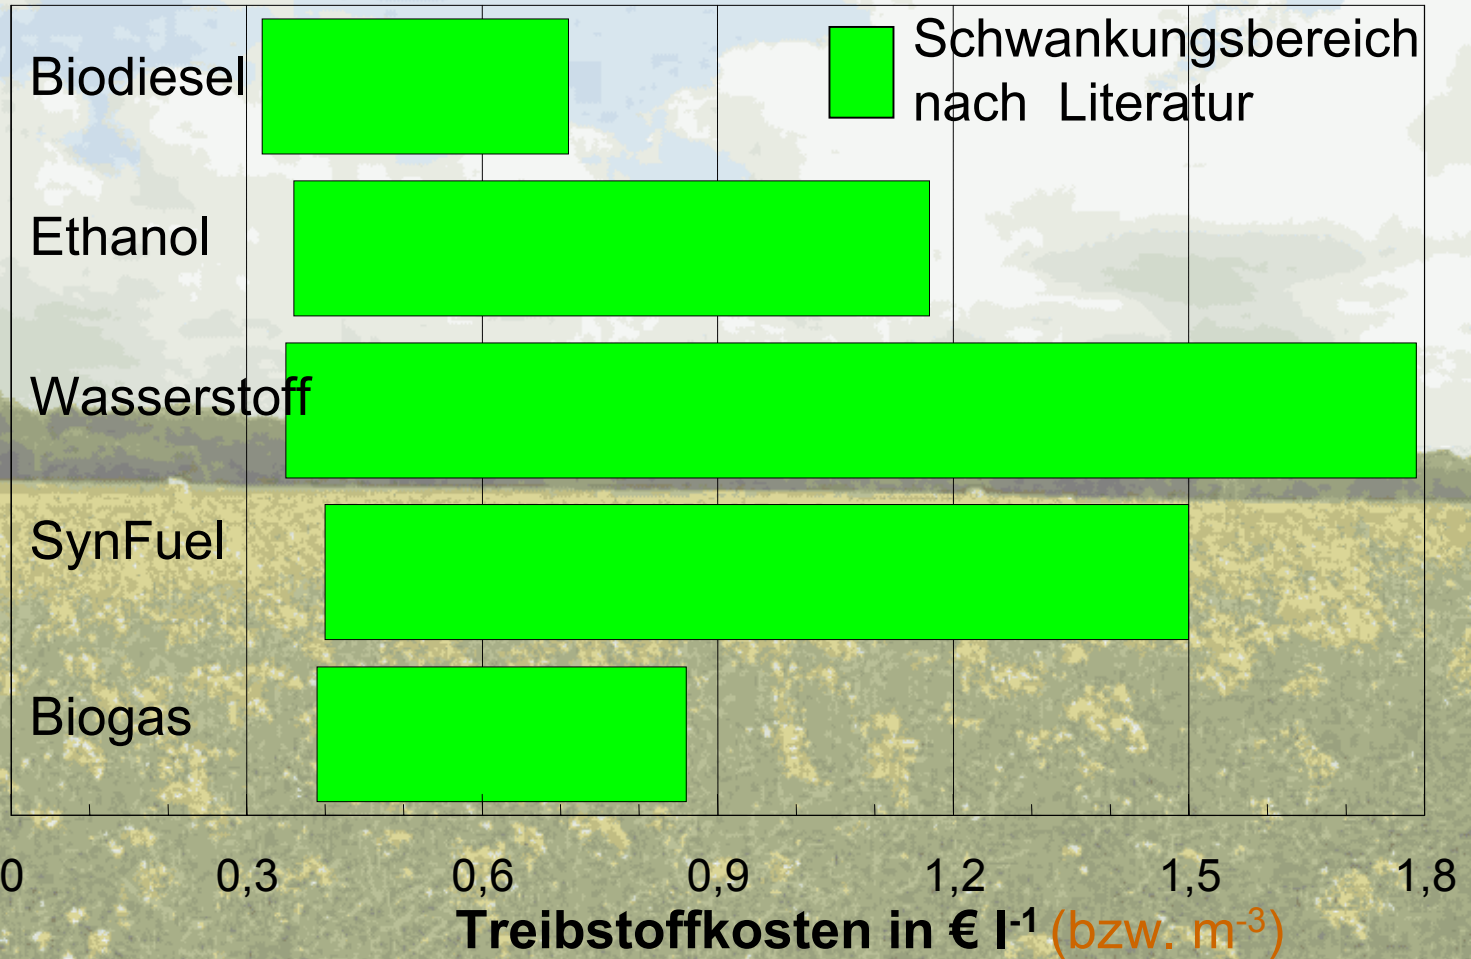 Schwankungsbereich
nach Literatur
Biodiesel
Ethanol
Wasserstoff
SynFuel
Biogas
0 0,3 0,6 0,9 1,2 1,5 1,8
Treibstoffkosten in € l⁻¹ (bzw. m⁻³)